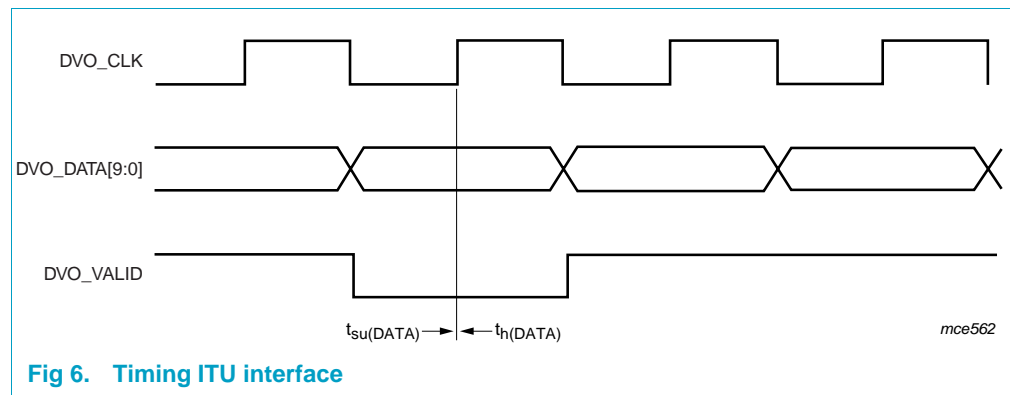 DVO_CLK
DVO_DATA[9:0]
DVO_VALID
tsu(DATA) th(DATA)
mce562
Fig 6. Timing ITU interface